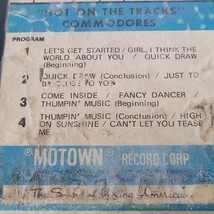 "HOT ON THE TRACKS"
COMMODORES
PROGRAM
1 LET'S GET STARTED / GIRL, I THINK THE
WORLD ABOUT YOU / QUICK DRAW
(Beginning)
2 QUICK DRAW (Conclusion) / JUST TO
BE CLOSE TO YOU
3 COME INSIDE / FANCY DANCER /
THUMPIN' MUSIC (Beginning)
4 THUMPIN' MUSIC (Conclusion) / HIGH
ON SUNSHINE / CAN'T LET YOU TEASE
ME
MOTOWN RECORD CORP.
The Sound of Young America